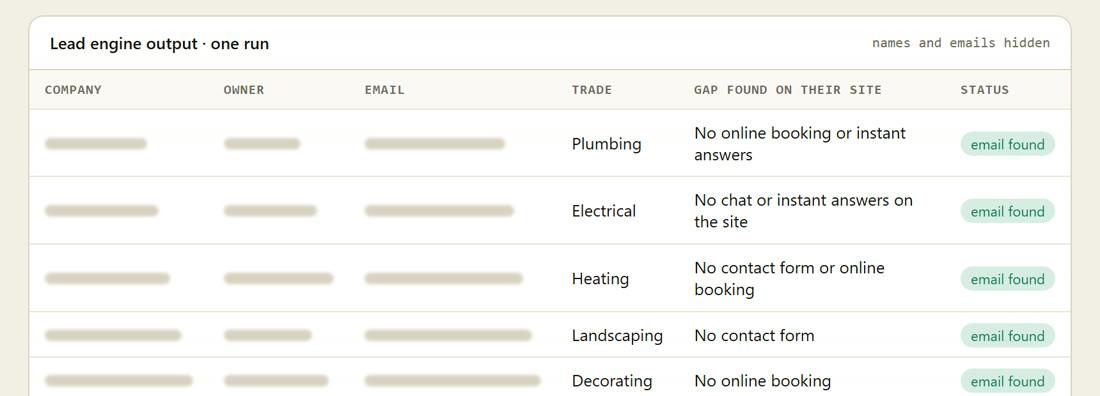 Lead engine output · one run
names and emails hidden
COMPANY OWNER EMAIL TRADE GAP FOUND ON THEIR SITE STATUS
Plumbing
No online booking or instant
answers
email found
Electrical
No chat or instant answers on
the site
email found
Heating
No contact form or online
booking
email found
Landscaping
No contact form
email found
Decorating
No online booking
email found